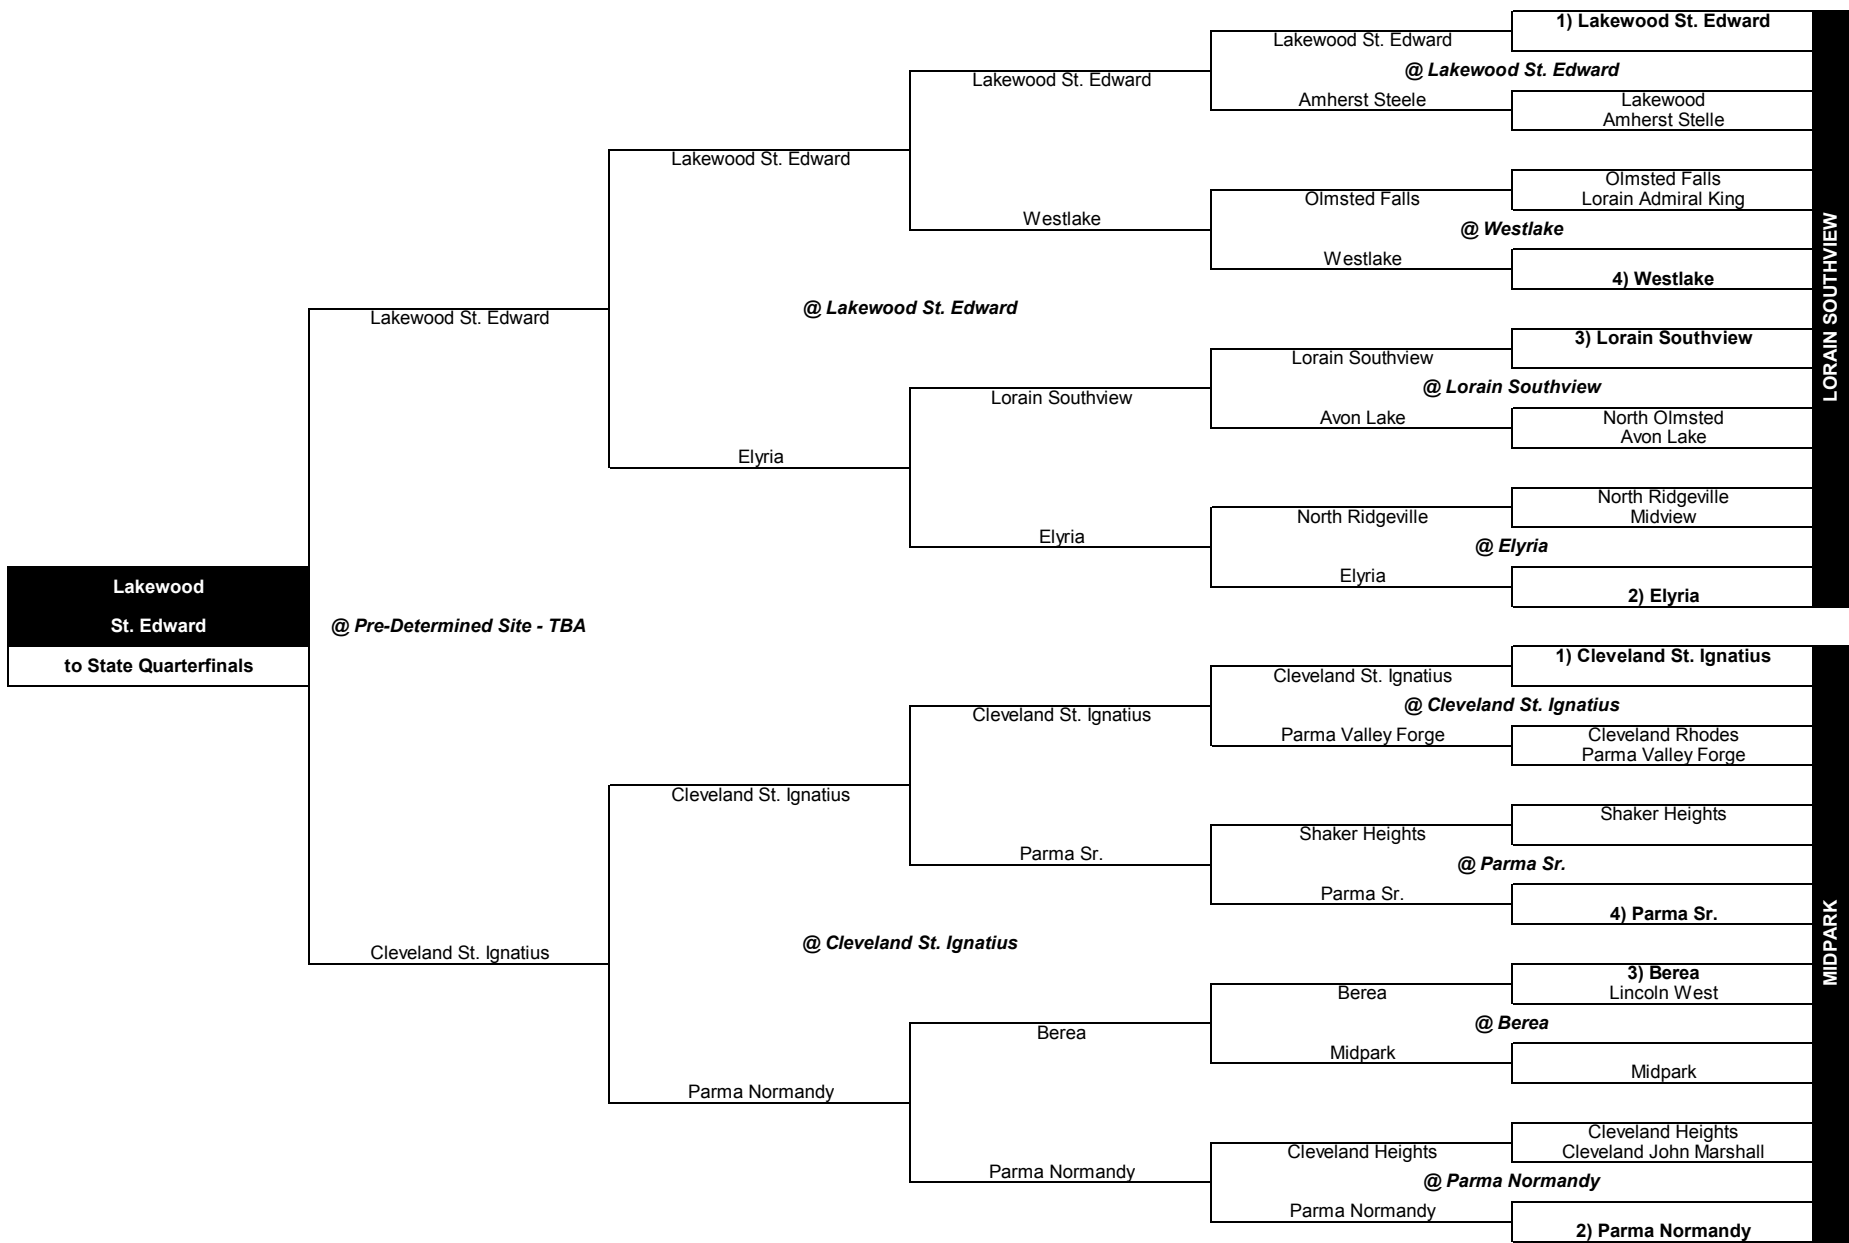 1) Lakewood St. Edward
Lakewood St. Edward
@ Lakewood St. Edward
Lakewood St. Edward
Amherst Steele
Lakewood
Amherst Stelle
Lakewood St. Edward
Olmsted Falls
Lorain Admiral King
Olmsted Falls
Westlake
@ Westlake
Westlake
4) Westlake
LORAIN SOUTHVIEW
Lakewood St. Edward
@ Lakewood St. Edward
3) Lorain Southview
Lorain Southview
@ Lorain Southview
Lorain Southview
Avon Lake
North Olmsted
Avon Lake
Elyria
North Ridgeville
Midview
North Ridgeville
Elyria
@ Elyria
Elyria
2) Elyria
Lakewood
St. Edward
to State Quarterfinals
@ Pre-Determined Site - TBA
1) Cleveland St. Ignatius
Cleveland St. Ignatius
@ Cleveland St. Ignatius
Cleveland St. Ignatius
Parma Valley Forge
Cleveland Rhodes
Parma Valley Forge
Cleveland St. Ignatius
Shaker Heights
Shaker Heights
Parma Sr.
@ Parma Sr.
Parma Sr.
4) Parma Sr.
MIDPARK
Cleveland St. Ignatius
@ Cleveland St. Ignatius
3) Berea
Lincoln West
Berea
@ Berea
Berea
Midpark
Midpark
Parma Normandy
Cleveland Heights
Cleveland John Marshall
Cleveland Heights
Parma Normandy
@ Parma Normandy
Parma Normandy
2) Parma Normandy